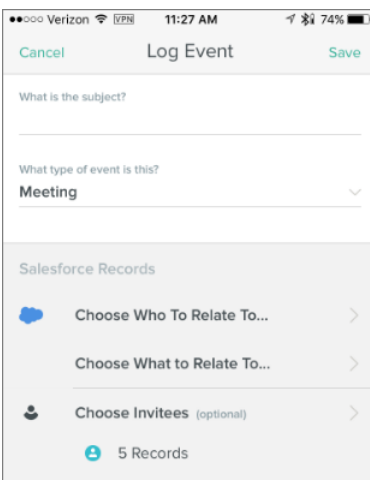 Verizon VPN 11:27 AM 74%
Cancel Log Event Save
What is the subject?
What type of event is this?
Meeting
Salesforce Records
Choose Who To Relate To...
Choose What to Relate To...
Choose Invitees (optional)
5 Records